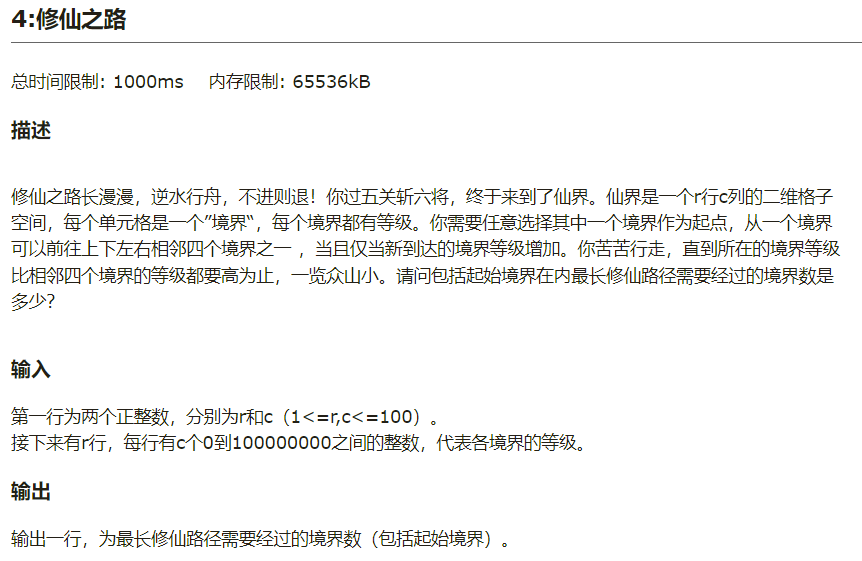 4:修仙之路
总时间限制: 1000ms 内存限制: 65536kB
描述
修仙之路长漫漫，逆水行舟，不进则退！你过五关斩六将，终于来到了仙界。仙界是一个r行c列的二维格子
空间，每个单元格是一个”境界“，每个境界都有等级。你需要任意选择其中一个境界作为起点，从一个境界
可以前往上下左右相邻四个境界之一 ，当且仅当新到达的境界等级增加。你苦苦行走，直到所在的境界等级
比相邻四个境界的等级都要高为止，一览众山小。请问包括起始境界在内最长修仙路径需要经过的境界数是
多少？
输入
第一行为两个正整数，分别为r和c（1<=r,c<=100）。
接下来有r行，每行有c个0到100000000之间的整数，代表各境界的等级。
输出
输出一行，为最长修仙路径需要经过的境界数（包括起始境界）。